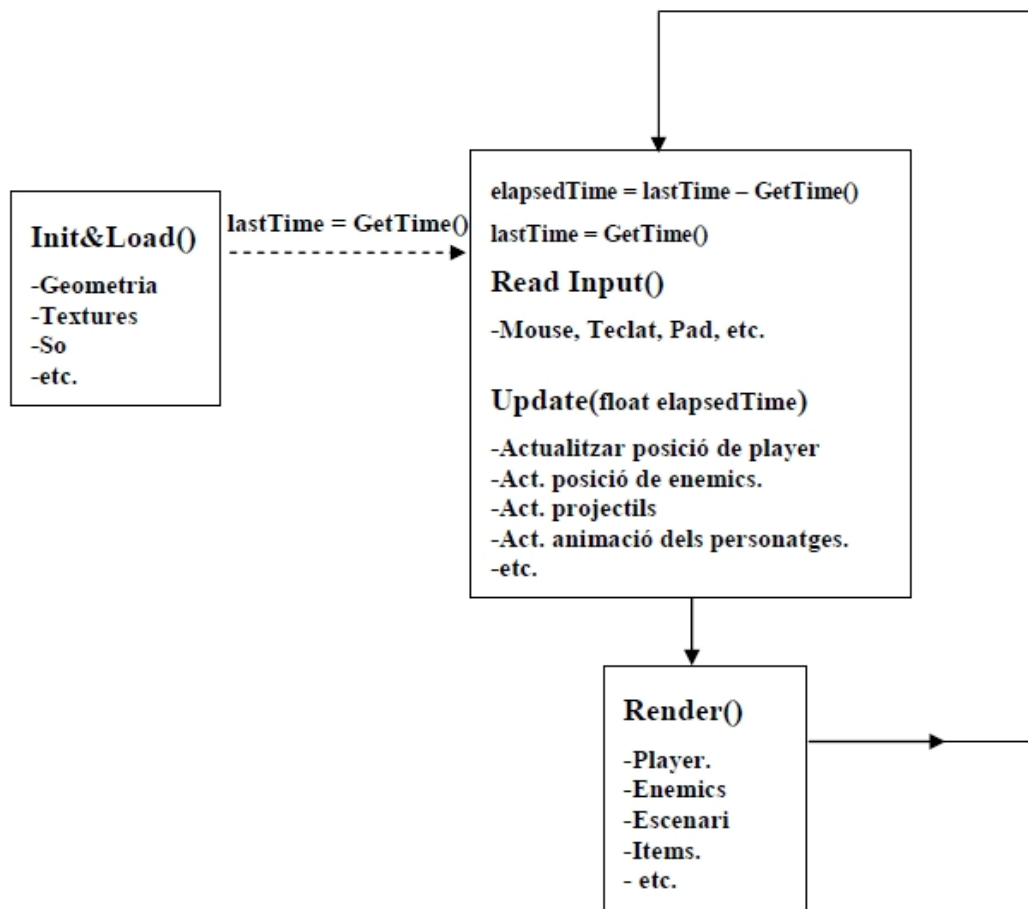 Init&Load()
-Geometria
-Textures
-So
-etc.
lastTime = GetTime()
elapsedTime = lastTime – GetTime()
lastTime = GetTime()
Read Input()
-Mouse, Teclat, Pad, etc.
Update(float elapsedTime)
-Actualitzar posició de player
-Act. posició de enemics.
-Act. projectils
-Act. animació dels personatges.
-etc.
Render()
-Player.
-Enemics
-Escenari
-Items.
- etc.